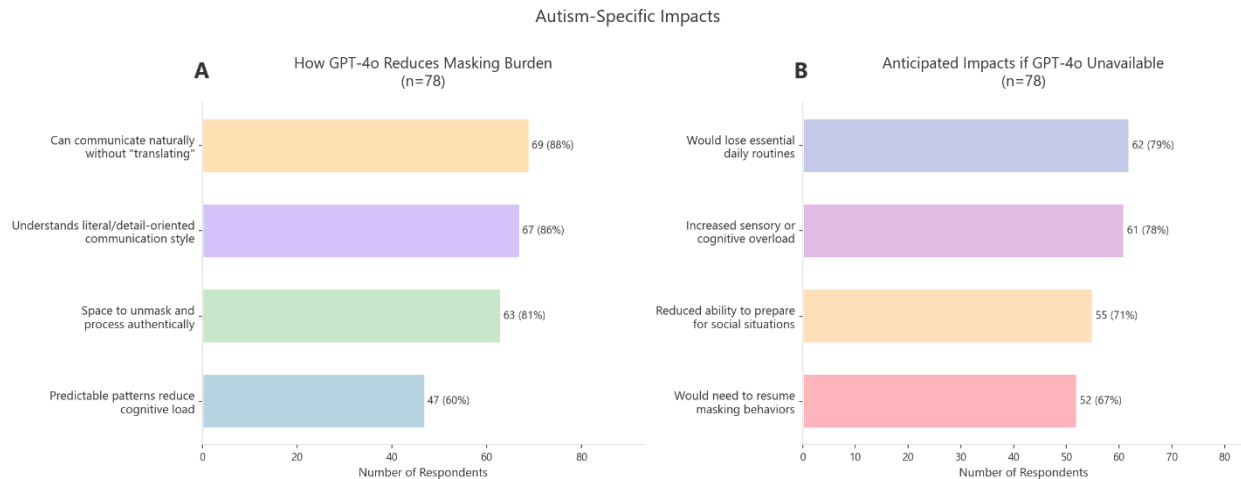 Autism-Specific Impacts
A
How GPT-4o Reduces Masking Burden
(n=78)
Can communicate naturally
without "translating"
69 (88%)
Understands literal/detail-oriented
communication style
67 (86%)
Space to unmask and
process authentically
63 (81%)
Predictable patterns reduce
cognitive load
47 (60%)
0 20 40 60 80
Number of Respondents
B
Anticipated Impacts if GPT-4o Unavailable
(n=78)
Would lose essential
daily routines
62 (79%)
Increased sensory or
cognitive overload
61 (78%)
Reduced ability to prepare
for social situations
55 (71%)
Would need to resume
masking behaviors
52 (67%)
0 10 20 30 40 50 60 70 80
Number of Respondents